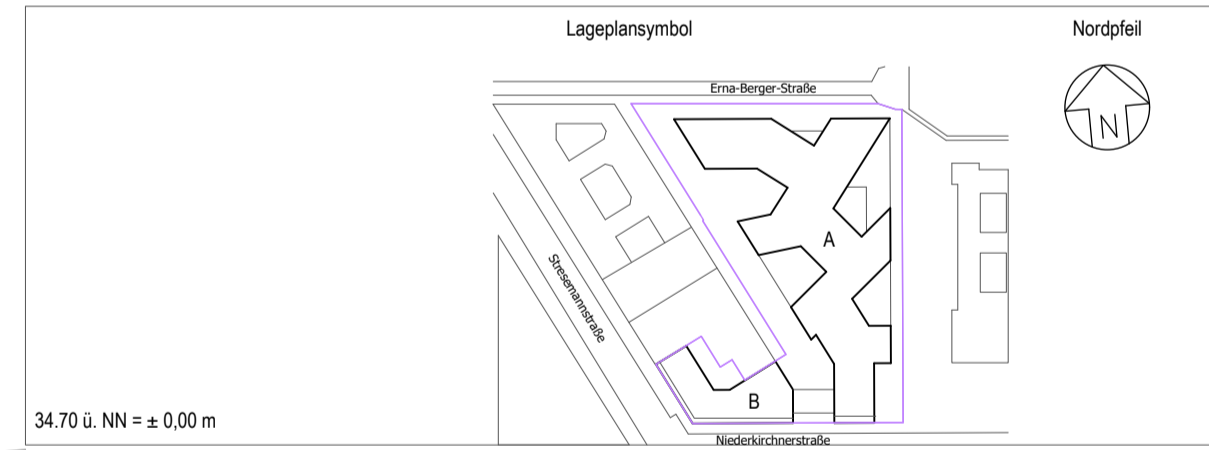 Lageplansymbol
Nordpfeil
Erna-Berger-Straße
N
A
Stresemannstraße
B
34.70 ü. NN = ± 0,00 m
Niederkirchnerstraße